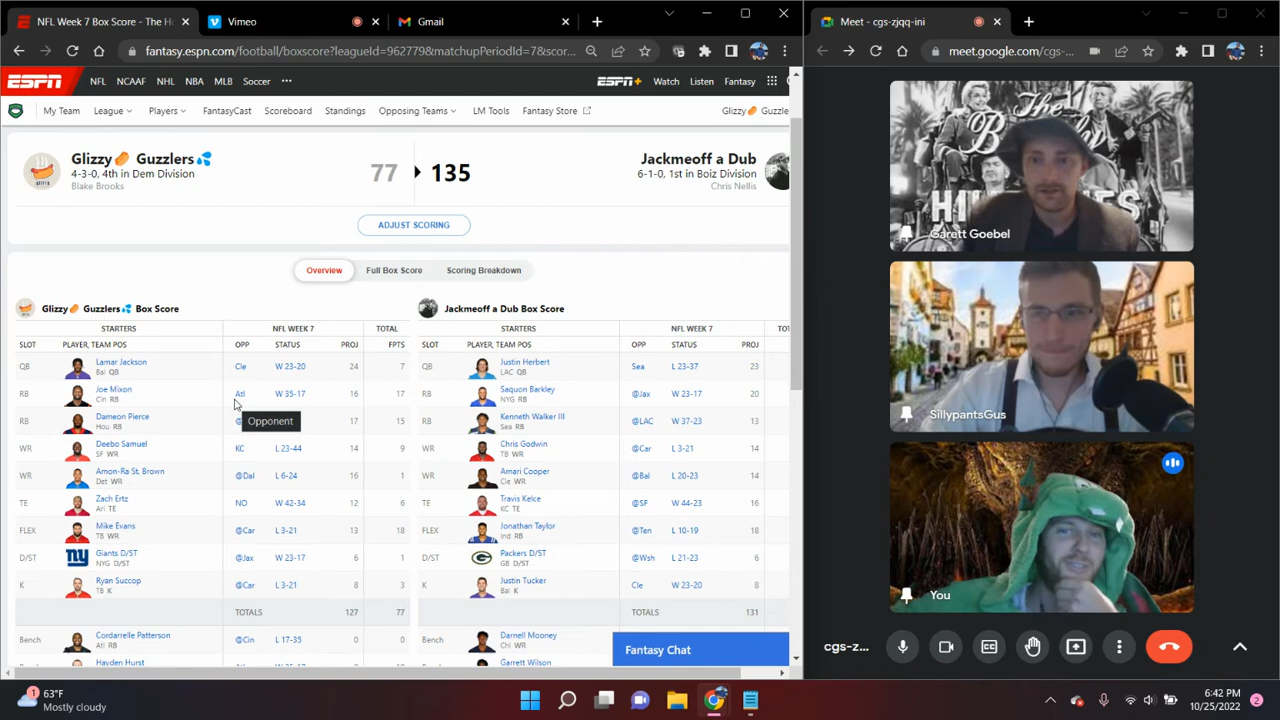 NFL Week 7 Box Score - The Ho
Vimeo
Gmail
fantasy.espn.com/football/boxscore?leagueId=962779&matchupPeriodId=7&scor...
ESPN
NFL NCAAF NHL NBA MLB Soccer
ESPN+ Watch Listen Fantasy
My Team League Players FantasyCast Scoreboard Standings Opposing Teams LM Tools Fantasy Store Glizzy Guzzle
Glizzy Guzzlers
4-3-0, 4th in Dem Division
Blake Brooks
77 135
Jackmeoff a Dub
6-1-0, 1st in Boiz Division
Chris Nellis
ADJUST SCORING
Overview Full Box Score Scoring Breakdown
Glizzy Guzzlers Box Score
STARTERS NFL WEEK 7 TOTAL
SLOT PLAYER, TEAM POS OPP STATUS PROJ FPTS
QB Lamar Jackson Cle W 23-20 24 7
Bal QB
RB Joe Mixon Atl W 35-17 16 17
Cin RB
RB Dameon Pierce @ 17 15
Hou RB
Opponent
WR Deebo Samuel KC L 23-44 14 9
SF WR
WR Amon-Ra St. Brown @Dal L 6-24 16 1
Det WR
TE Zach Ertz NO W 42-34 12 6
Ari TE
FLEX Mike Evans @Car L 3-21 13 18
TB WR
D/ST Giants D/ST @Jax W 23-17 6 1
NYG D/ST
K Ryan Succop @Car L 3-21 8 3
TB K
TOTALS 127 77
Bench Cordarrelle Patterson @Cin L 17-35 0 0
Atl RB
Hayden Hurst
Jackmeoff a Dub Box Score
STARTERS NFL WEEK 7
SLOT PLAYER, TEAM POS OPP STATUS PROJ
QB Justin Herbert Sea L 23-37 23
LAC QB
RB Saquon Barkley @Jax W 23-17 20
NYG RB
RB Kenneth Walker III @LAC W 37-23 13
Sea RB
WR Chris Godwin @Car L 3-21 14
TB WR
WR Amari Cooper @Bal L 20-23 14
Cle WR
TE Travis Kelce @SF W 44-23 16
KC TE
FLEX Jonathan Taylor @Ten L 10-19 18
Ind RB
D/ST Packers D/ST @Wsh L 21-23 6
GB D/ST
K Justin Tucker Cle W 23-20 8
Bal K
TOTALS 131
Bench Darnell Mooney
Chi WR
Garrett Wilson
Fantasy Chat
Meet - cgs-zjqq-ini
meet.google.com/cgs-...
The
HI
Garett Goebel
SillypantsGus
You
cgs-z...
63°F
Mostly cloudy
1
6:42 PM
10/25/2022
2